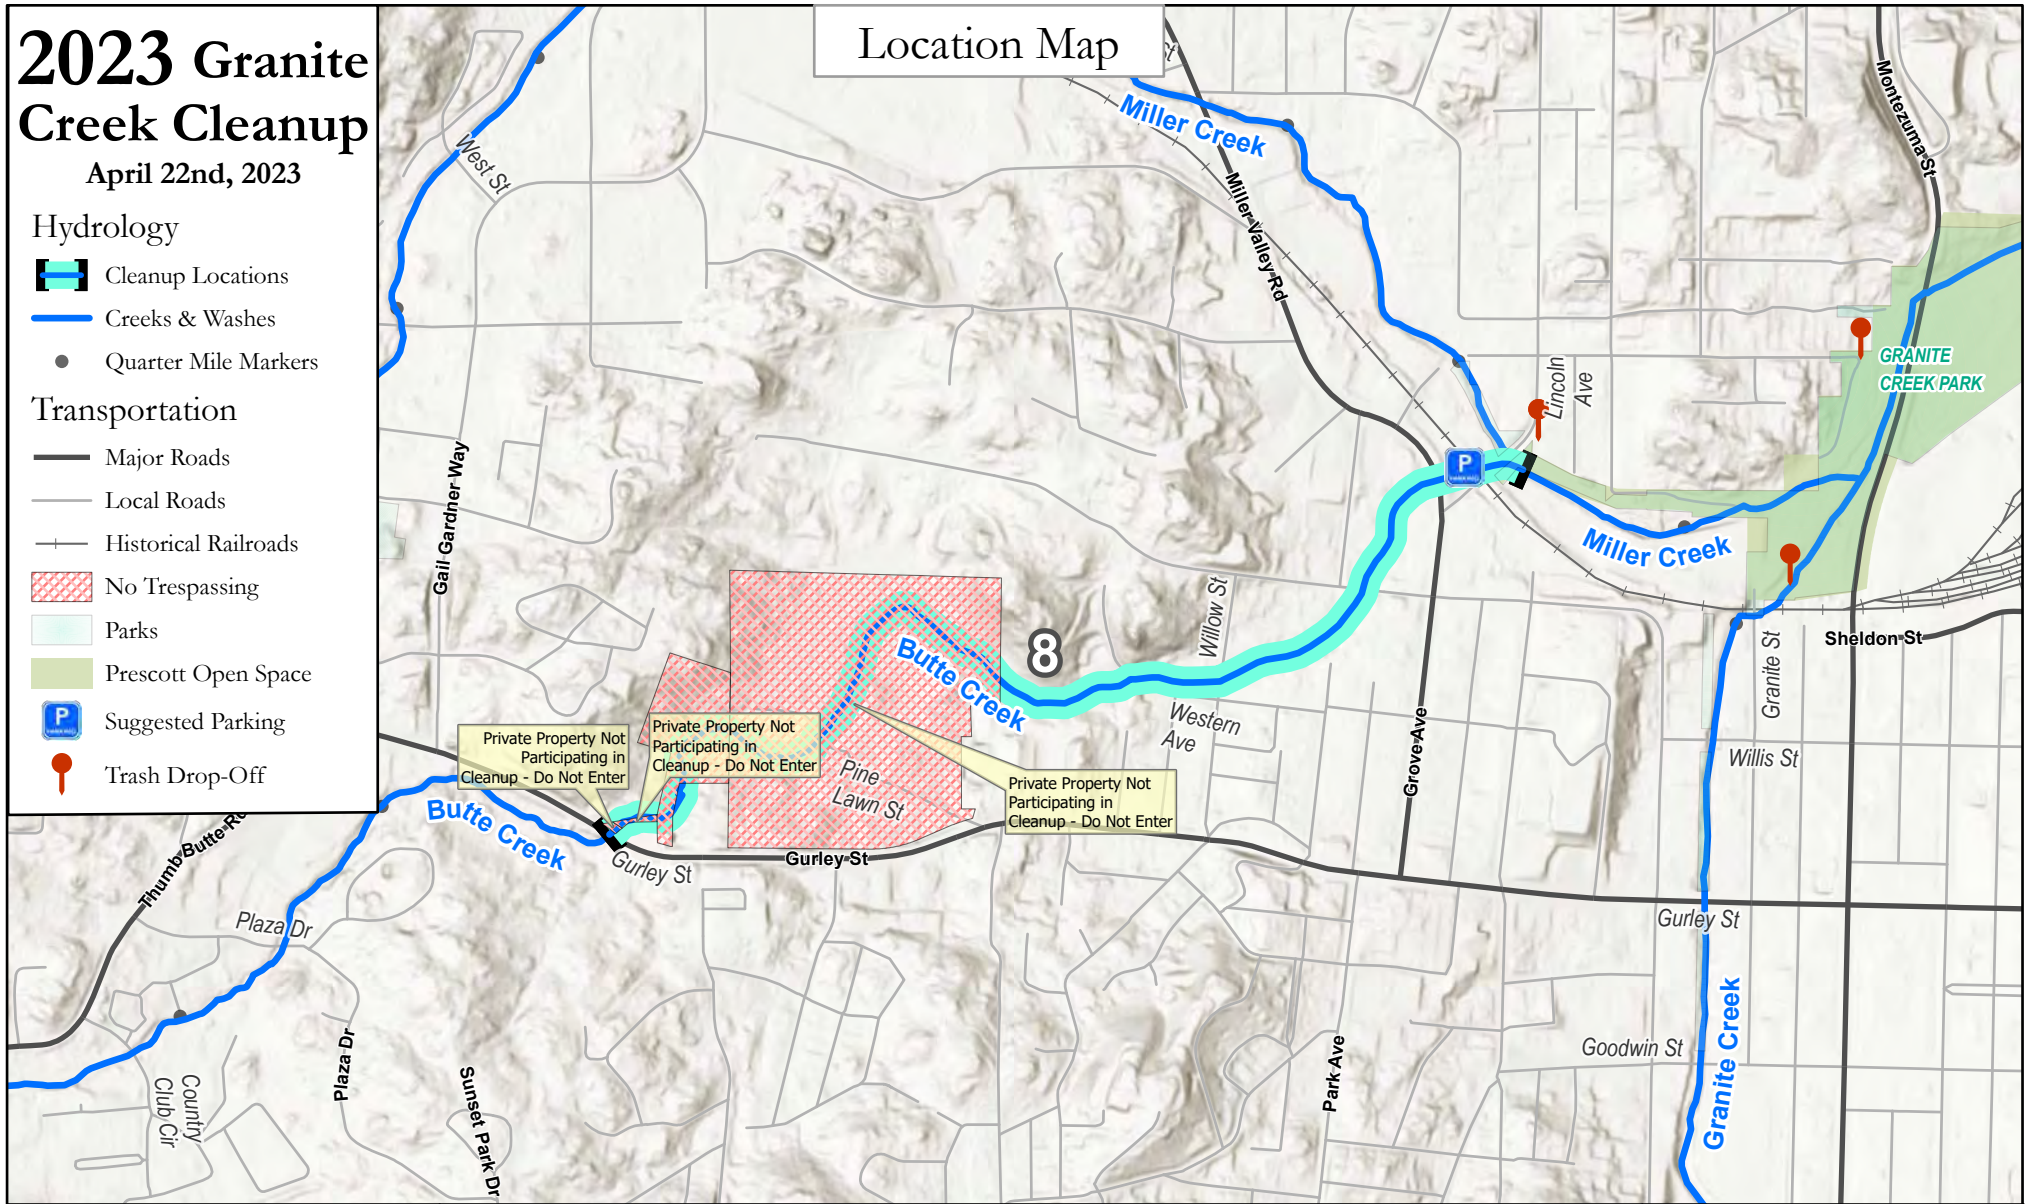 2023 Granite
Creek Cleanup
April 22nd, 2023
Hydrology
Cleanup Locations
Creeks & Washes
Quarter Mile Markers
Transportation
Major Roads
Local Roads
Historical Railroads
No Trespassing
Parks
Prescott Open Space
P
Suggested Parking
Trash Drop-Off
Location Map
St
West St
Miller Creek
Miller Valley Rd
Montezuma St
Lincoln
Ave
GRANITE
CREEK PARK
P
Gail Gardner Way
Miller Creek
Willow St
8
Butte Creek
Western
Ave
Grove Ave
Granite St
Sheldon St
Willis St
Private Property Not
Participating in
Cleanup - Do Not Enter
Private Property Not
Participating in
Cleanup - Do Not Enter
Pine
Lawn St
Private Property Not
Participating in
Cleanup - Do Not Enter
Butte Creek
Gurley St
Gurley St
Thumb Butte Rd
Plaza Dr
Gurley St
Plaza Dr
Sunset Park Dr
Country
Club Cir
Park Ave
Goodwin St
Granite Creek